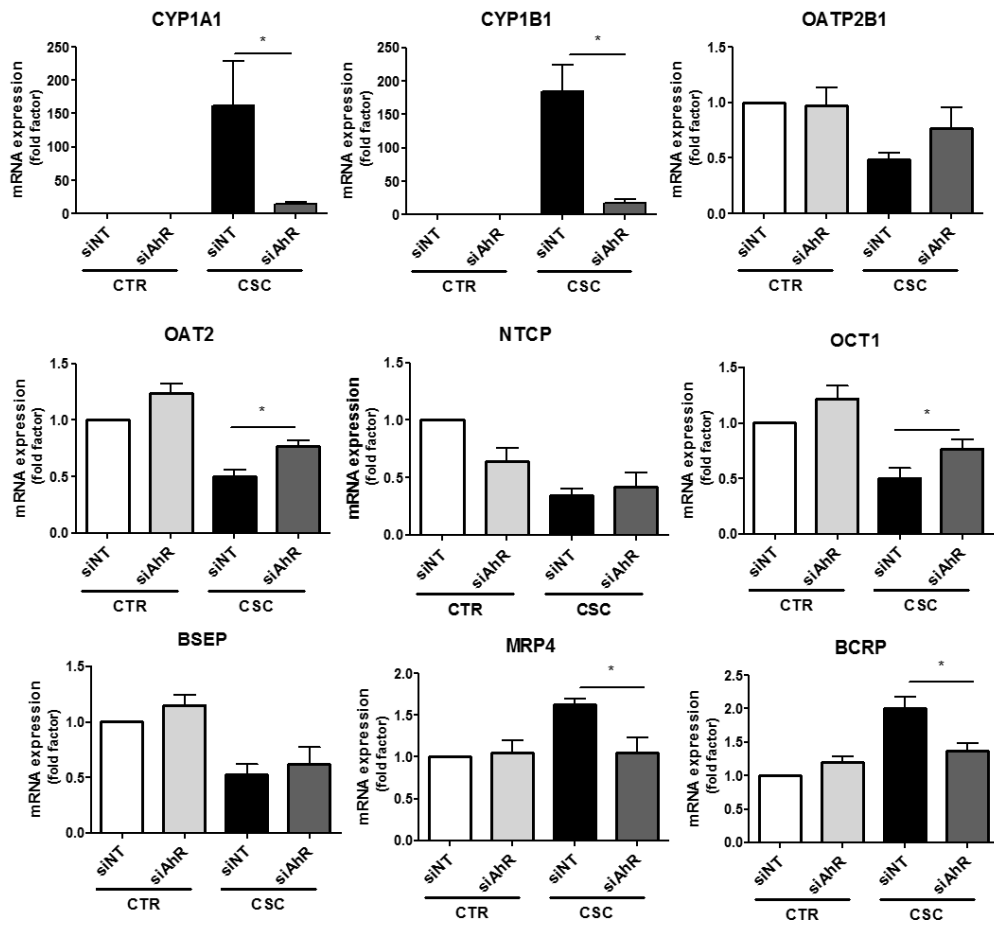 CYP1A1
mRNA expression
(fold factor)
250
200
150
100
50
0
*
siNT
siAhR
siNT
siAhR
CTR
CSC
CYP1B1
mRNA expression
(fold factor)
250
200
150
100
50
0
*
siNT
siAhR
siNT
siAhR
CTR
CSC
OATP2B1
mRNA expression
(fold factor)
1.5
1.0
0.5
0.0
siNT
siAhR
siNT
siAhR
CTR
CSC
OAT2
mRNA expression
(fold factor)
1.5
1.0
0.5
0.0
*
siNT
siAhR
siNT
siAhR
CTR
CSC
NTCP
mRNA expression
(fold factor)
1.5
1.0
0.5
0.0
siNT
siAhR
siNT
siAhR
CTR
CSC
OCT1
mRNA expression
(fold factor)
1.5
1.0
0.5
0.0
*
siNT
siAhR
siNT
siAhR
CTR
CSC
BSEP
mRNA expression
(fold factor)
1.5
1.0
0.5
0.0
siNT
siAhR
siNT
siAhR
CTR
CSC
MRP4
mRNA expression
(fold factor)
2.0
1.5
1.0
0.5
0.0
*
siNT
siAhR
siNT
siAhR
CTR
CSC
BCRP
mRNA expression
(fold factor)
2.5
2.0
1.5
1.0
0.5
0.0
*
siNT
siAhR
siNT
siAhR
CTR
CSC